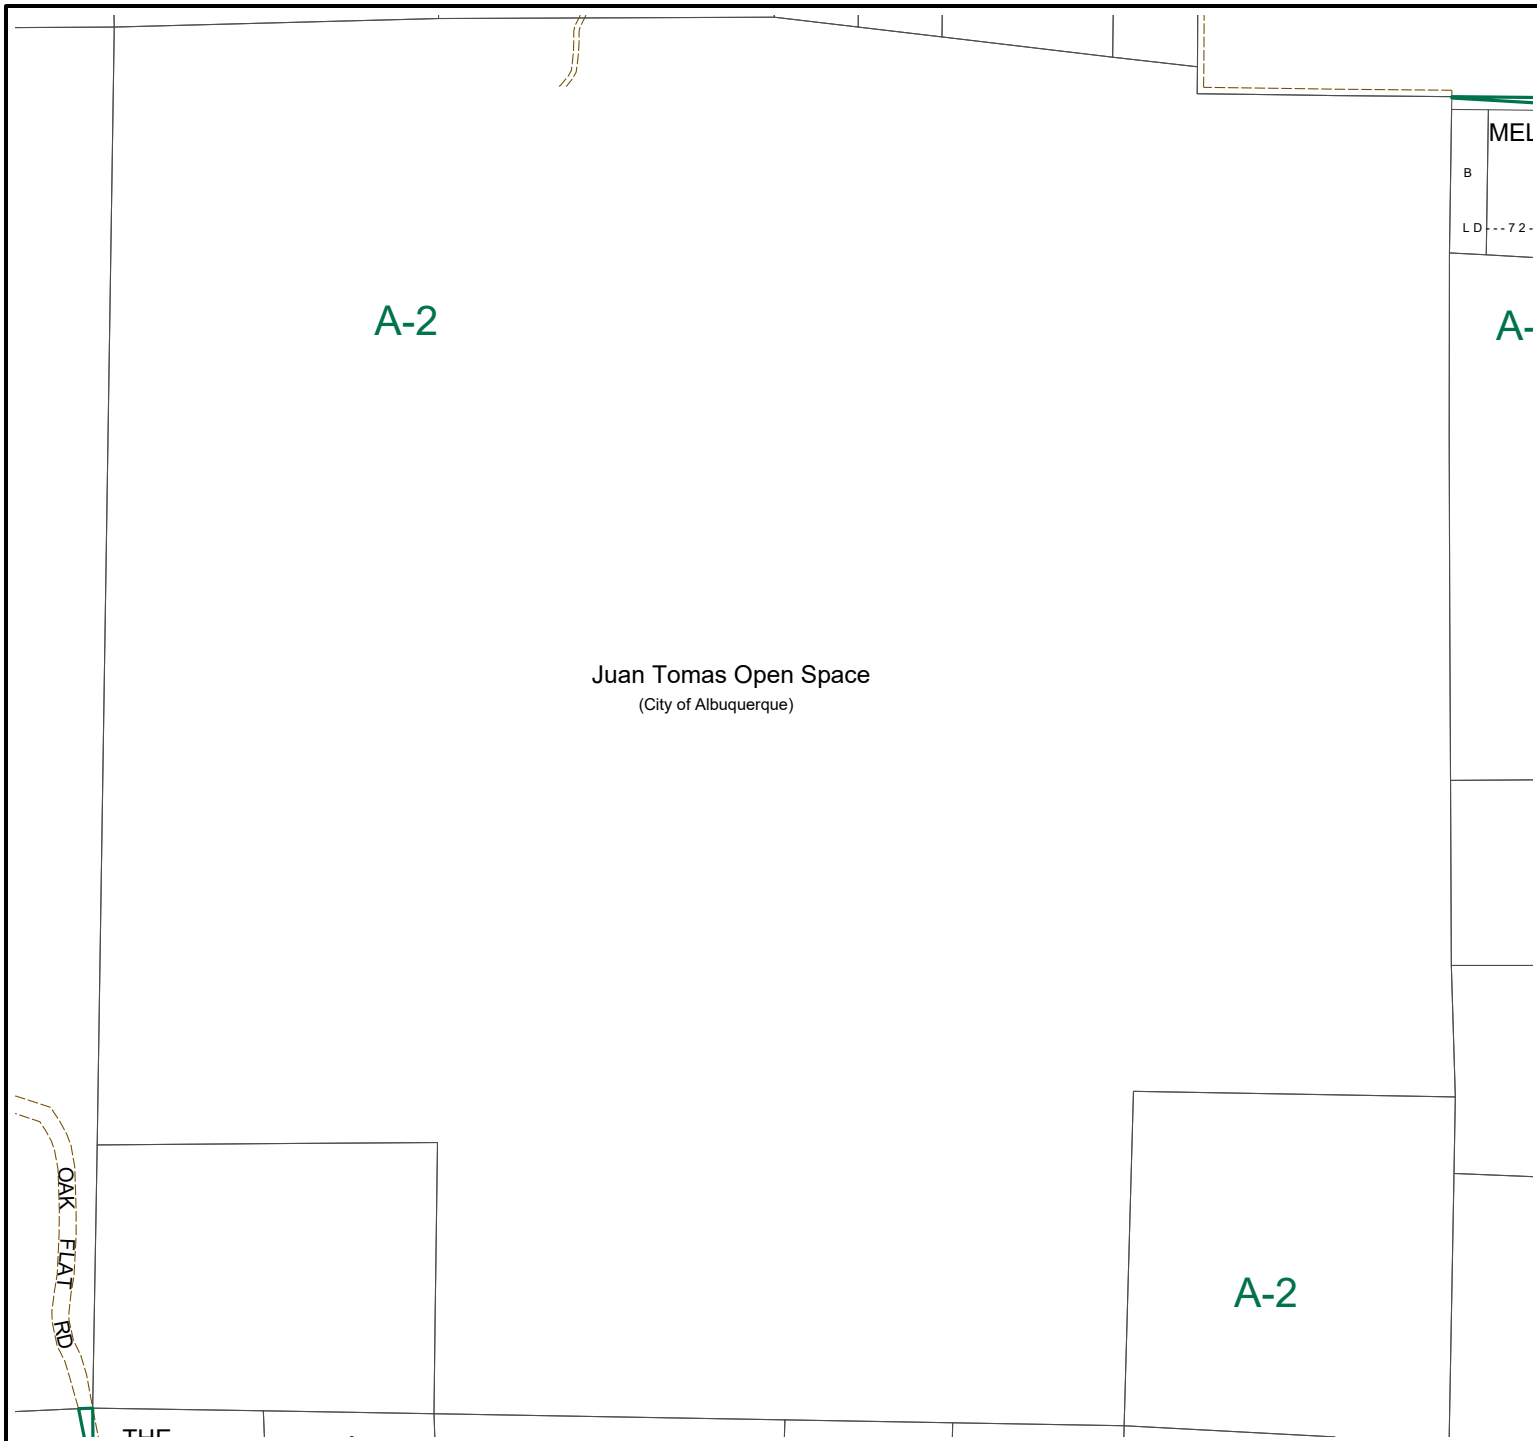 MEL
B
L D - - - 7 2 -
A-2
A-
Juan Tomas Open Space
(City of Albuquerque)
OAK FLAT RD
A-2
THE